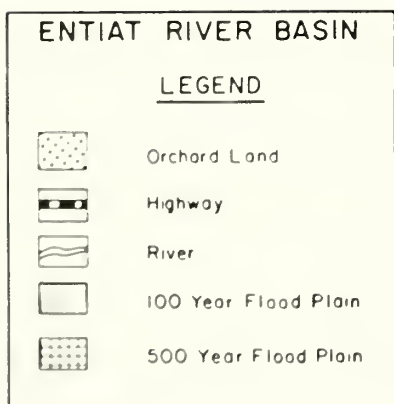 ENTIAT RIVER BASIN
LEGEND
Orchard Land
Highway
River
100 Year Flood Plain
500 Year Flood Plain